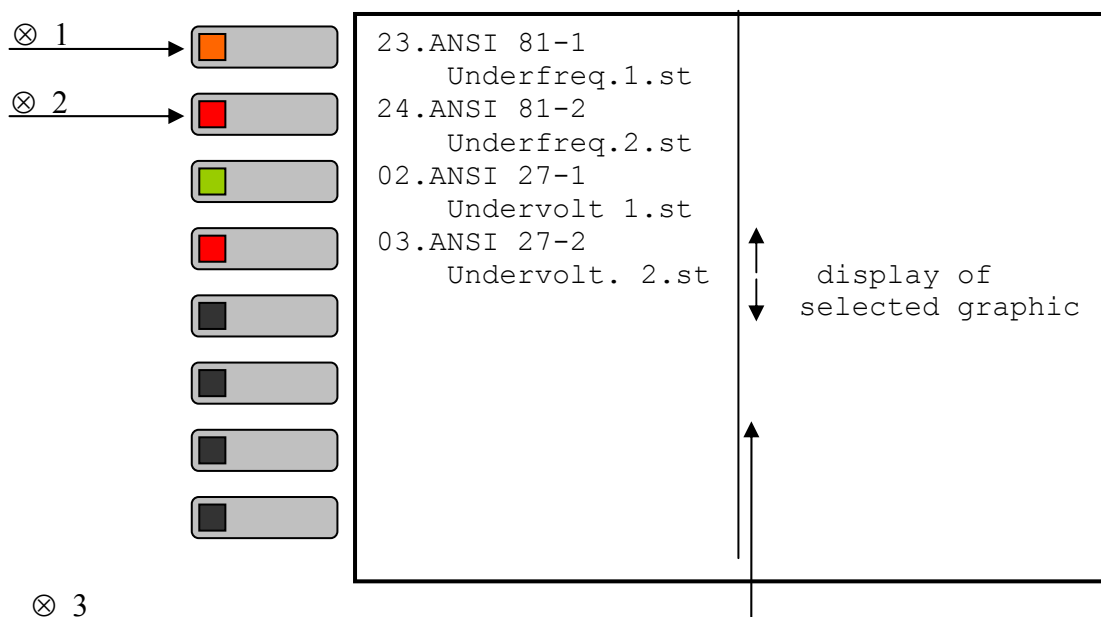 ⊗ 1
23.ANSI 81-1
Underfreq.1.st
⊗ 2
24.ANSI 81-2
Underfreq.2.st
02.ANSI 27-1
Undervolt 1.st
03.ANSI 27-2
Undervolt. 2.st
display of
selected graphic
⊗ 3